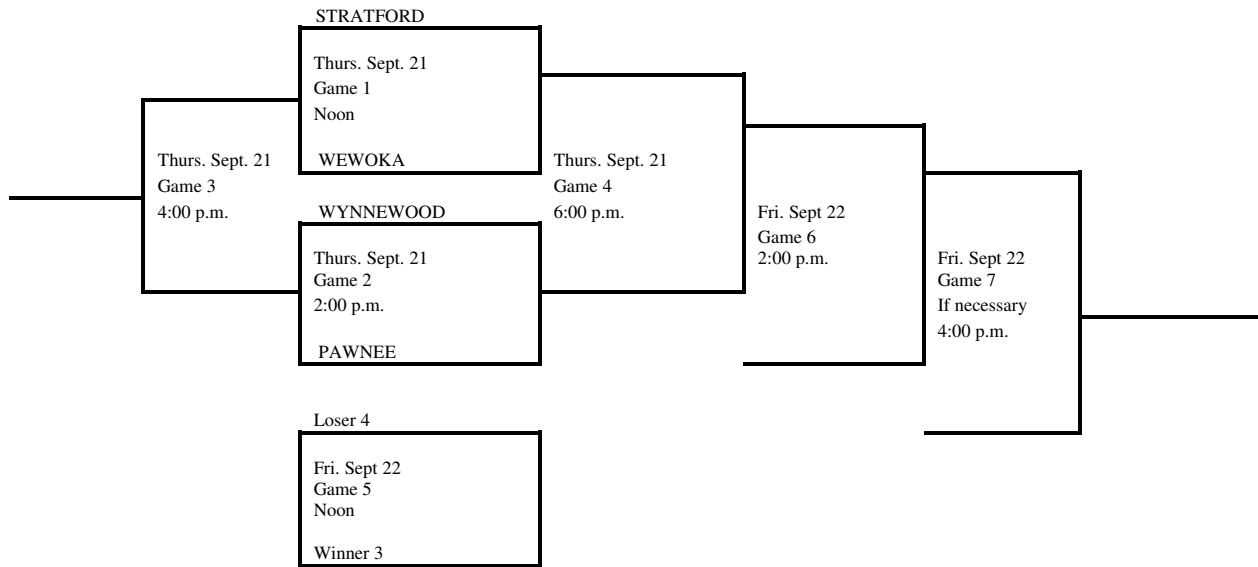 STRATFORD
Thurs. Sept. 21
Game 1
Noon
WEWOKA
Thurs. Sept. 21
Game 3
4:00 p.m.
WYNNEWOOD
Thurs. Sept. 21
Game 2
2:00 p.m.
PAWNEE
Thurs. Sept. 21
Game 4
6:00 p.m.
Fri. Sept 22
Game 6
2:00 p.m.
Fri. Sept 22
Game 7
If necessary
4:00 p.m.
Loser 4
Fri. Sept 22
Game 5
Noon
Winner 3